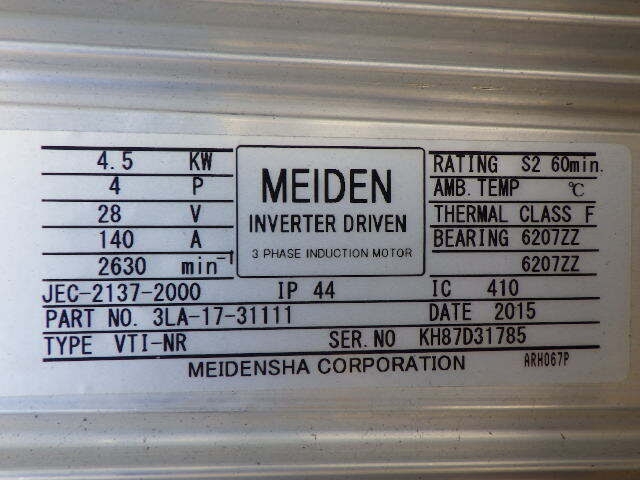 4.5 KW
4 P
28 V
140 A
2630 min⁻¹
MEIDEN
INVERTER DRIVEN
3 PHASE INDUCTION MOTOR
RATING S2 60min.
AMB. TEMP ℃
THERMAL CLASS F
BEARING 6207ZZ
6207ZZ
JEC-2137-2000 IP 44 IC 410
PART NO. 3LA-17-31111 DATE 2015
TYPE VTI-NR SER. NO KH87D31785
MEIDENSHA CORPORATION ARH067P